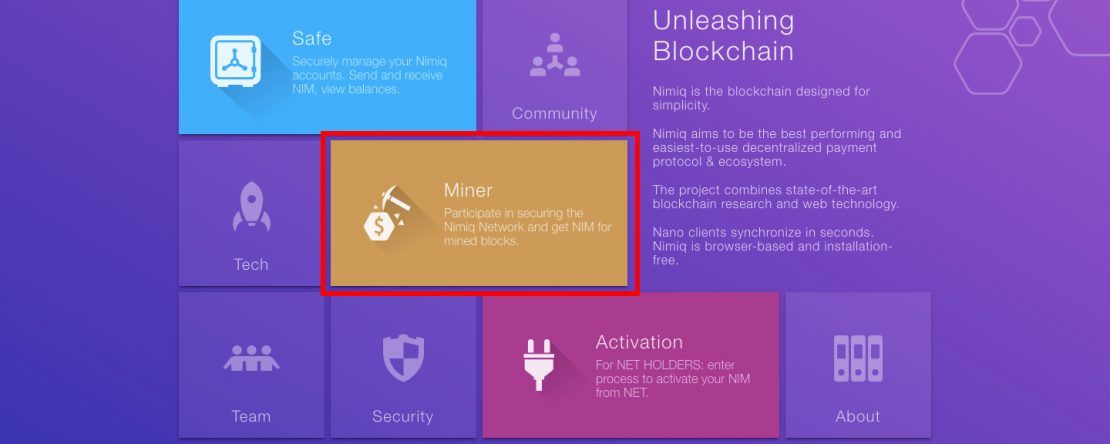 Safe
Securely manage your Nimiq
accounts. Send and receive
NIM, view balances.
Community
Unleashing
Blockchain
Nimiq is the blockchain designed for
simplicity.
Nimiq aims to be the best performing and
easiest-to-use decentralized payment
protocol & ecosystem.
The project combines state-of-the-art
blockchain research and web technology.
Nano clients synchronize in seconds.
Nimiq is browser-based and installation-
free.
Tech
$
Miner
Participate in securing the
Nimiq Network and get NIM for
mined blocks.
Team
Security
Activation
For NET HOLDERS: enter
process to activate your NIM
from NET.
About